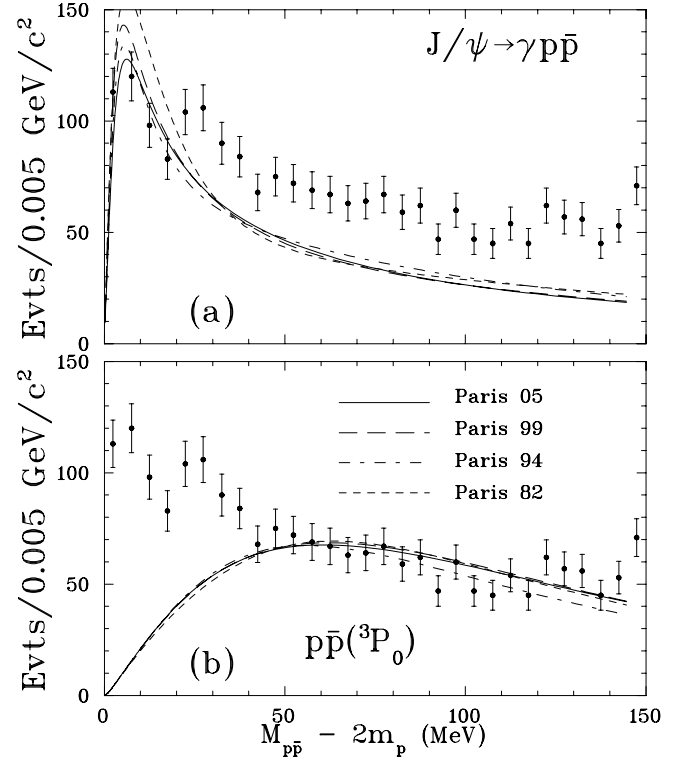 150
100
50
0
Evts/0.005 GeV/c²
J/ψ→γpp̄
(a)
150
100
50
0
Evts/0.005 GeV/c²
Paris 05
Paris 99
Paris 94
Paris 82
pp̄(³P₀)
(b)
0 50 100 150
M_pp̄ − 2m_p (MeV)